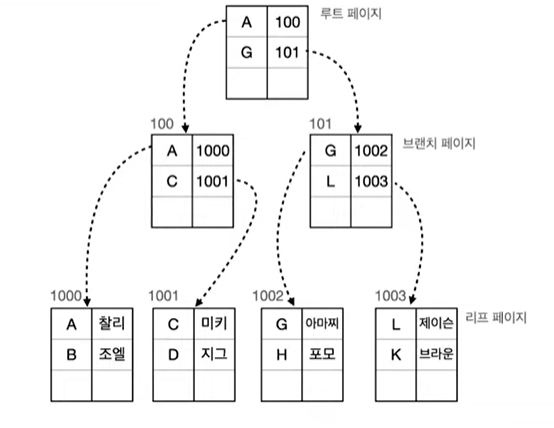 루트 페이지
A 100
G 101
100
A 1000
C 1001
101
G 1002
L 1003
브랜치 페이지
1000
A 찰리
B 조엘
1001
C 미키
D 지그
1002
G 아마찌
H 포모
1003
L 제이슨
K 브라운
리프 페이지